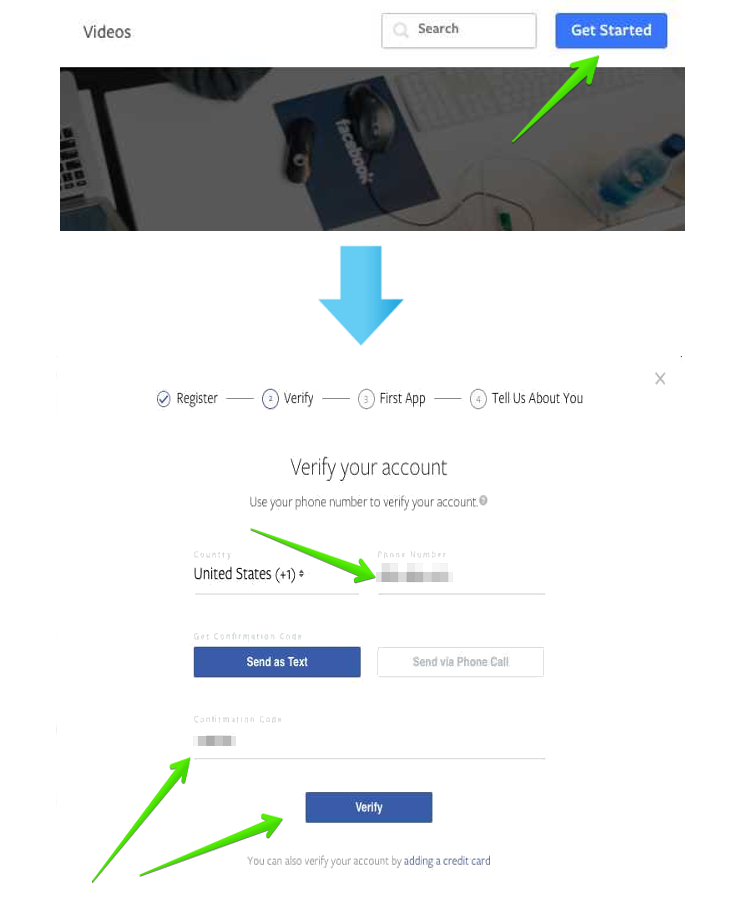 Videos
Search
Get Started
facebook
Register
2 Verify
3 First App
4 Tell Us About You
X
Verify your account
Use your phone number to verify your account. ?
Country
Phone Number
United States (+1)
Get Confirmation Code
Send as Text
Send via Phone Call
Confirmation Code
Verify
You can also verify your account by adding a credit card